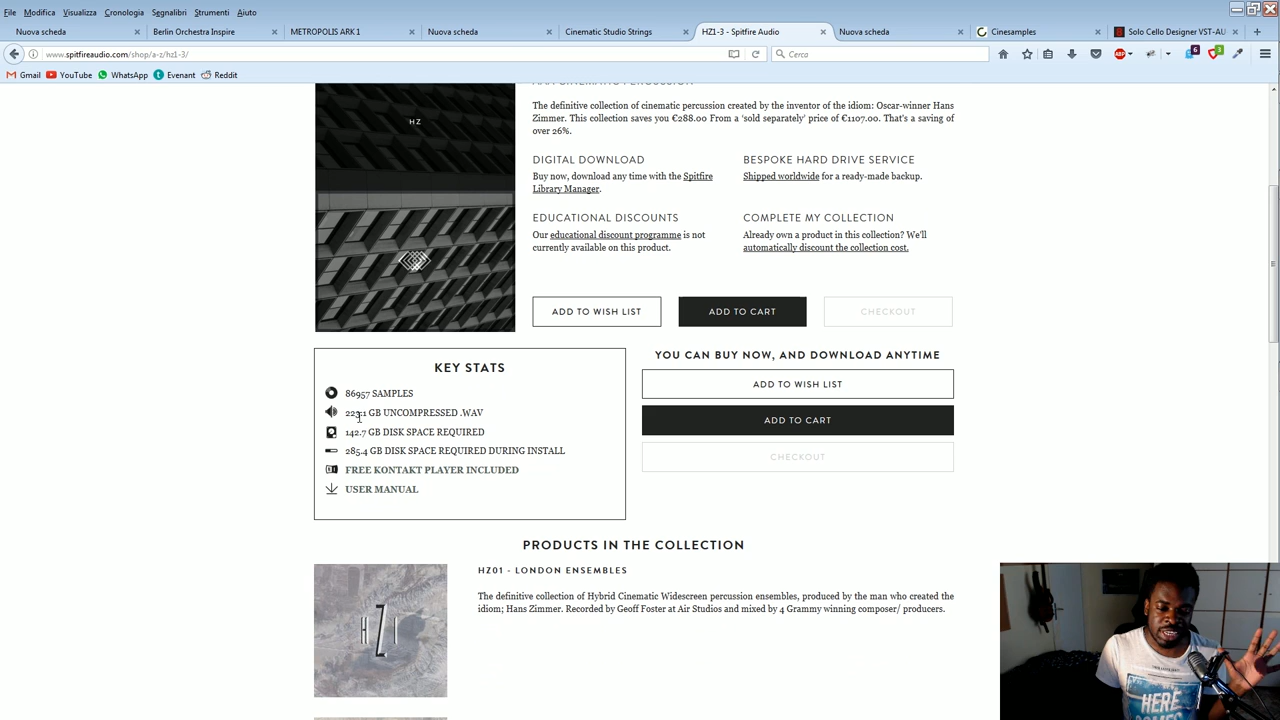 File Modifica Visualizza Cronologia Segnalibri Strumenti Aiuto
Nuova scheda Berlin Orchestra Inspire METROPOLIS ARK 1 Nuova scheda Cinematic Studio Strings HZ1-3 - Spitfire Audio Nuova scheda Cinesamples Solo Cello Designer VST-AU
www.spitfireaudio.com/shop/a-z/hz1-3/ Cerca
Gmail YouTube WhatsApp Evenant Reddit
HZ
The definitive collection of cinematic percussion created by the inventor of the idiom: Oscar-winner Hans
Zimmer. This collection saves you €288.00 From a 'sold separately' price of €1107.00. That's a saving of
over 26%.
DIGITAL DOWNLOAD
Buy now, download any time with the Spitfire
Library Manager.
BESPOKE HARD DRIVE SERVICE
Shipped worldwide for a ready-made backup.
EDUCATIONAL DISCOUNTS
Our educational discount programme is not
currently available on this product.
COMPLETE MY COLLECTION
Already own a product in this collection? We'll
automatically discount the collection cost.
ADD TO WISH LIST ADD TO CART CHECKOUT
KEY STATS
86957 SAMPLES
223.1 GB UNCOMPRESSED .WAV
142.7 GB DISK SPACE REQUIRED
285.4 GB DISK SPACE REQUIRED DURING INSTALL
FREE KONTAKT PLAYER INCLUDED
USER MANUAL
YOU CAN BUY NOW, AND DOWNLOAD ANYTIME
ADD TO WISH LIST
ADD TO CART
CHECKOUT
PRODUCTS IN THE COLLECTION
HZ01 - LONDON ENSEMBLES
The definitive collection of Hybrid Cinematic Widescreen percussion ensembles, produced by the man who created the
idiom; Hans Zimmer. Recorded by Geoff Foster at Air Studios and mixed by 4 Grammy winning composer/ producers.
HZ
HERE